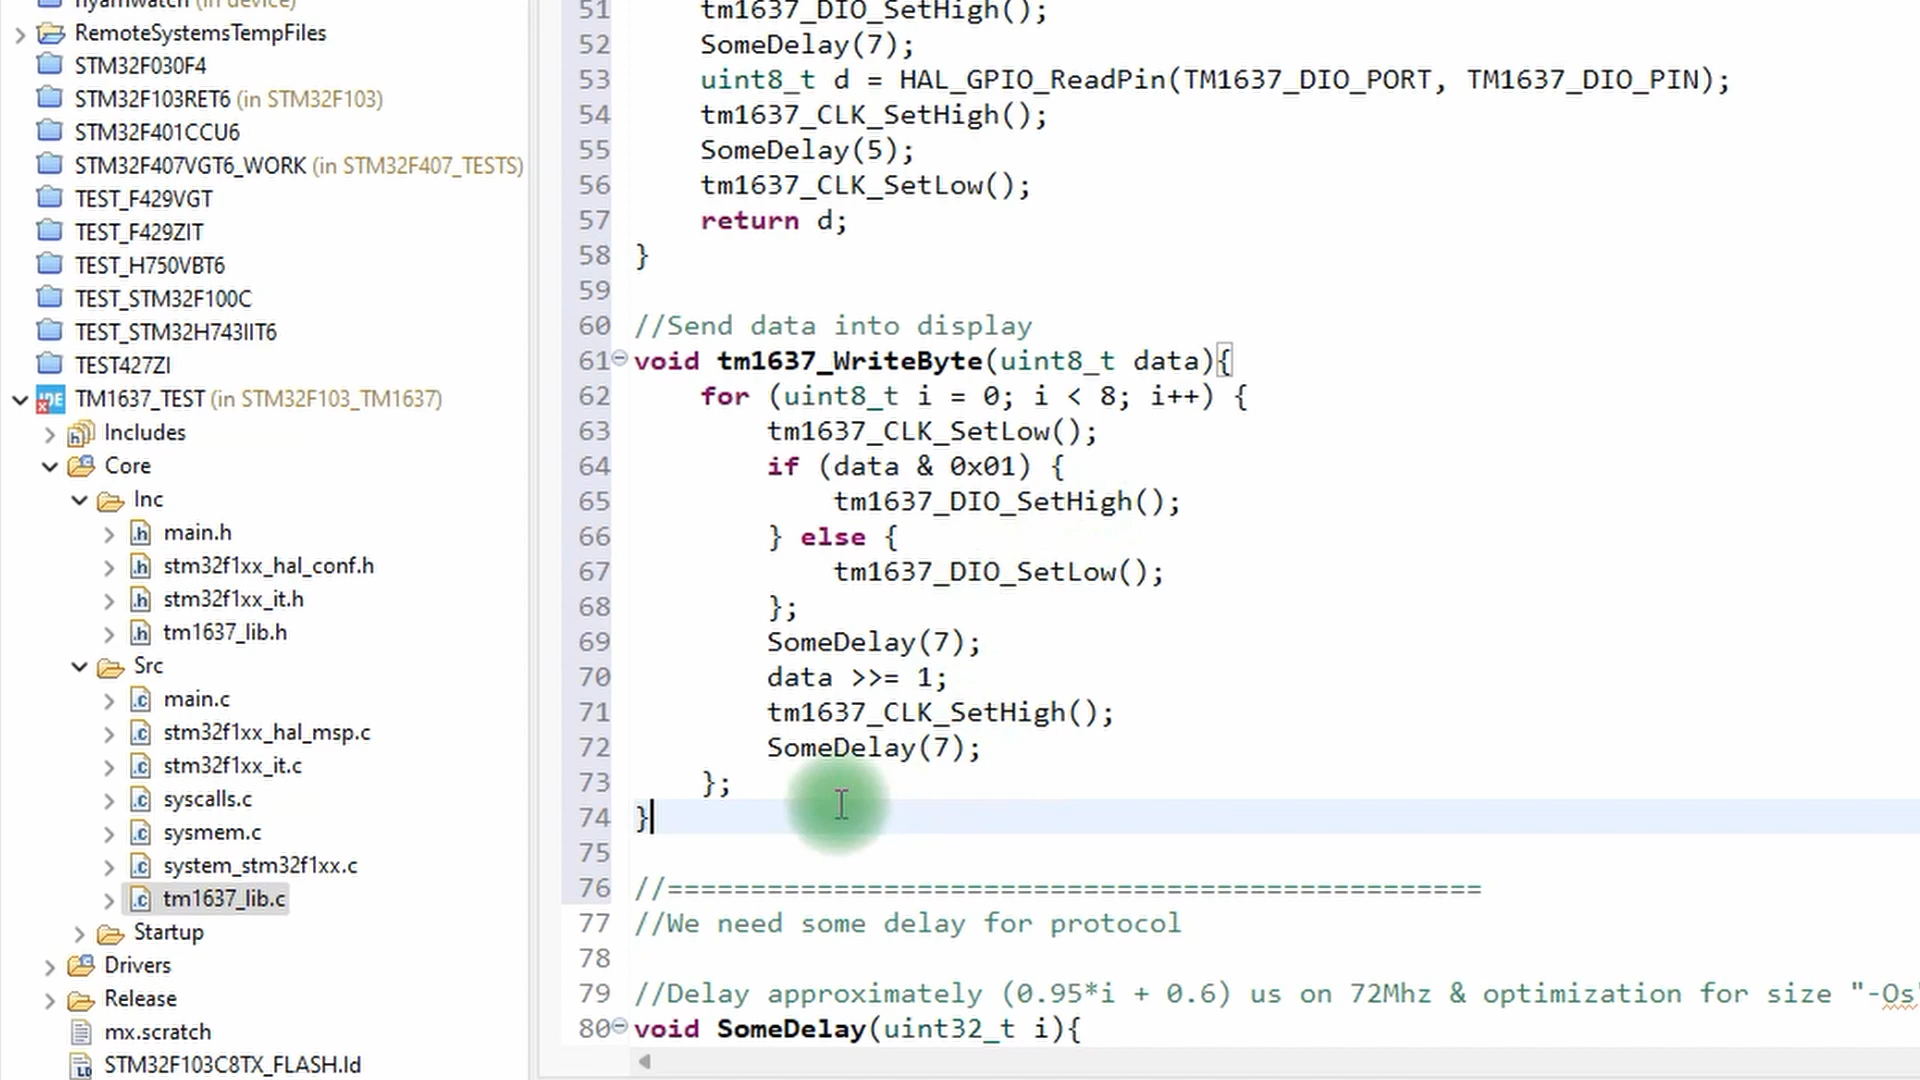 hyamwatch (in device)
RemoteSystemsTempFiles
STM32F030F4
STM32F103RET6 (in STM32F103)
STM32F401CCU6
STM32F407VGT6_WORK (in STM32F407_TESTS)
TEST_F429VGT
TEST_F429ZIT
TEST_H750VBT6
TEST_STM32F100C
TEST_STM32H743IIT6
TEST427ZI
TM1637_TEST (in STM32F103_TM1637)
Includes
Core
Inc
main.h
stm32f1xx_hal_conf.h
stm32f1xx_it.h
tm1637_lib.h
Src
main.c
stm32f1xx_hal_msp.c
stm32f1xx_it.c
syscalls.c
sysmem.c
system_stm32f1xx.c
tm1637_lib.c
Startup
Drivers
Release
mx.scratch
STM32F103C8TX_FLASH.ld
51 tm1637_DIO_SetHigh();
52 SomeDelay(7);
53 uint8_t d = HAL_GPIO_ReadPin(TM1637_DIO_PORT, TM1637_DIO_PIN);
54 tm1637_CLK_SetHigh();
55 SomeDelay(5);
56 tm1637_CLK_SetLow();
57 return d;
58 }
59
60 //Send data into display
61 void tm1637_WriteByte(uint8_t data){
62 for (uint8_t i = 0; i < 8; i++) {
63 tm1637_CLK_SetLow();
64 if (data & 0x01) {
65 tm1637_DIO_SetHigh();
66 } else {
67 tm1637_DIO_SetLow();
68 };
69 SomeDelay(7);
70 data >>= 1;
71 tm1637_CLK_SetHigh();
72 SomeDelay(7);
73 };
74 }
75
76 //=================================================
77 //We need some delay for protocol
78
79 //Delay approximately (0.95*i + 0.6) us on 72Mhz & optimization for size "-Os"
80 void SomeDelay(uint32_t i){